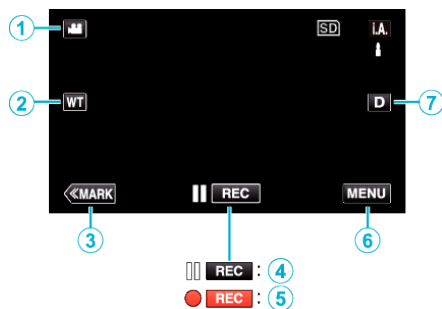 1 SD i.A.
2 WT D 7
≪MARK REC MENU
3 6
REC : 4
REC : 5